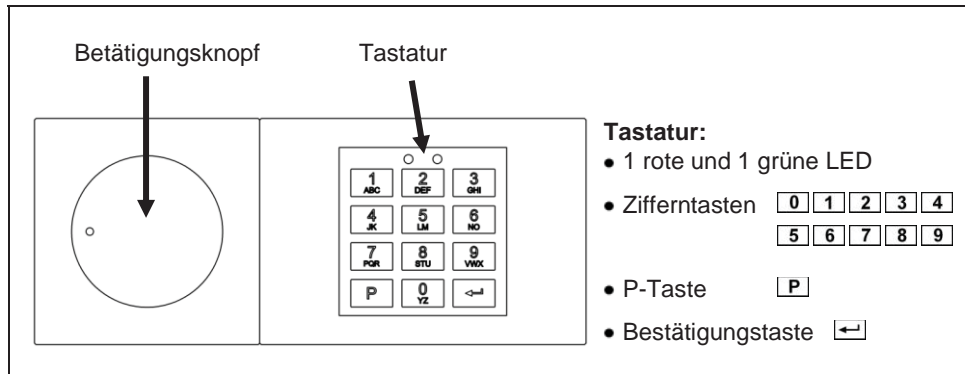 Betätigungsknopf Tastatur
Tastatur:
• 1 rote und 1 grüne LED
• Zifferntasten 0 1 2 3 4
5 6 7 8 9
• P-Taste P
• Bestätigungstaste ↵
1 2 3
ABC DEF GHI
4 5 6
JK LM NO
7 8 9
PQR STU VWX
P 0 ↵
YZ